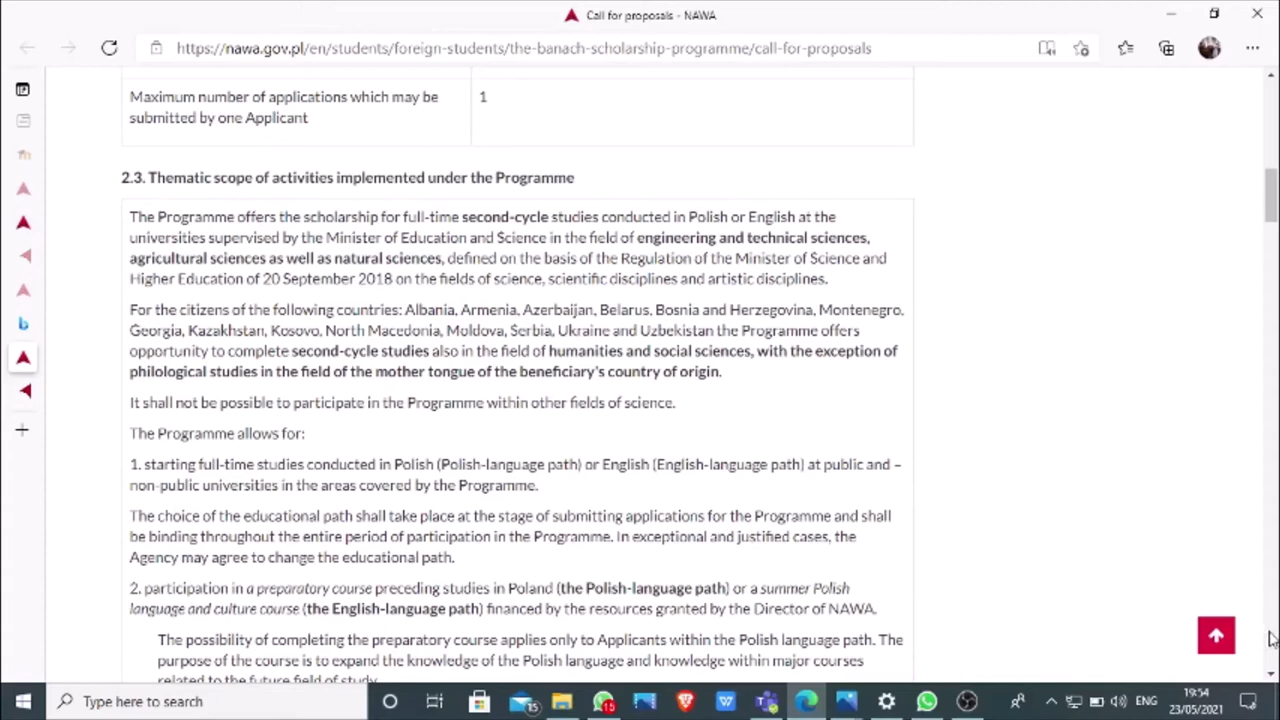 Call for proposals - NAWA
https://nawa.gov.pl/en/students/foreign-students/the-banach-scholarship-programme/call-for-proposals
Maximum number of applications which may be
submitted by one Applicant
1
2.3. Thematic scope of activities implemented under the Programme
The Programme offers the scholarship for full-time second-cycle studies conducted in Polish or English at the
universities supervised by the Minister of Education and Science in the field of engineering and technical sciences,
agricultural sciences as well as natural sciences, defined on the basis of the Regulation of the Minister of Science and
Higher Education of 20 September 2018 on the fields of science, scientific disciplines and artistic disciplines.
For the citizens of the following countries: Albania, Armenia, Azerbaijan, Belarus, Bosnia and Herzegovina, Montenegro,
Georgia, Kazakhstan, Kosovo, North Macedonia, Moldova, Serbia, Ukraine and Uzbekistan the Programme offers
opportunity to complete second-cycle studies also in the field of humanities and social sciences, with the exception of
philological studies in the field of the mother tongue of the beneficiary's country of origin.
It shall not be possible to participate in the Programme within other fields of science.
The Programme allows for:
1. starting full-time studies conducted in Polish (Polish-language path) or English (English-language path) at public and –
non-public universities in the areas covered by the Programme.
The choice of the educational path shall take place at the stage of submitting applications for the Programme and shall
be binding throughout the entire period of participation in the Programme. In exceptional and justified cases, the
Agency may agree to change the educational path.
2. participation in a preparatory course preceding studies in Poland (the Polish-language path) or a summer Polish
language and culture course (the English-language path) financed by the resources granted by the Director of NAWA.
The possibility of completing the preparatory course applies only to Applicants within the Polish language path. The
purpose of the course is to expand the knowledge of the Polish language and knowledge within major courses
related to the future field of study.
Type here to search
15
15
ENG
19:54
23/05/2021